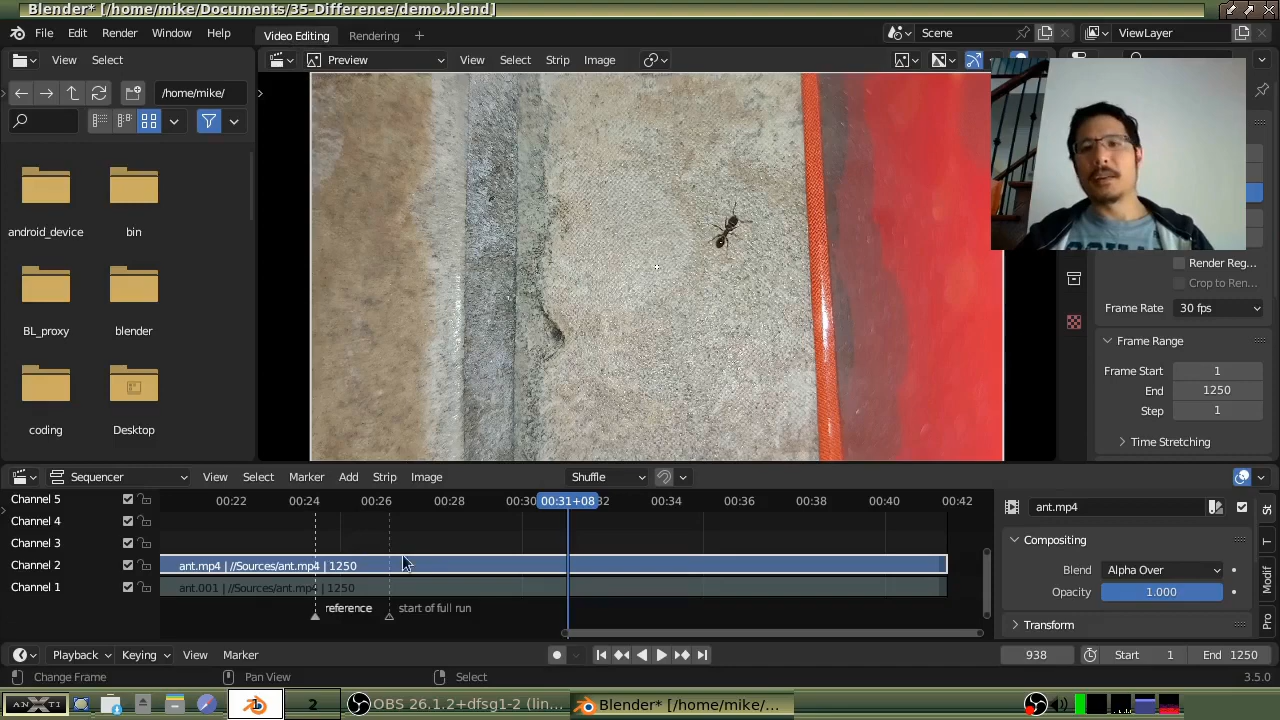 Blender* [/home/mike/Documents/35-Difference/demo.blend]
File Edit Render Window Help Video Editing Rendering Scene ViewLayer
View Select Preview View Select Strip Image
/home/mike/
android_device bin
BL_proxy blender
coding Desktop
Render Reg...
Crop to Ren...
Frame Rate 30 fps
Frame Range
Frame Start 1
End 1250
Step 1
Time Stretching
Sequencer View Select Marker Add Strip Image Shuffle
00:22 00:24 00:26 00:28 00:30 00:31+08 32 00:34 00:36 00:38 00:40 00:42
Channel 5
Channel 4
Channel 3
Channel 2
Channel 1
ant.mp4 | //Sources/ant.mp4 | 1250
ant.001 | //Sources/ant.mp4 | 1250
reference start of full run
ant.mp4
Compositing
Blend Alpha Over
Opacity 1.000
Transform
T
Pro
Playback Keying View Marker 938 Start 1 End 1250
Change Frame Pan View Select 3.5.0
2 OBS 26.1.2+dfsg1-2 (lin... Blender* [/home/mike/...